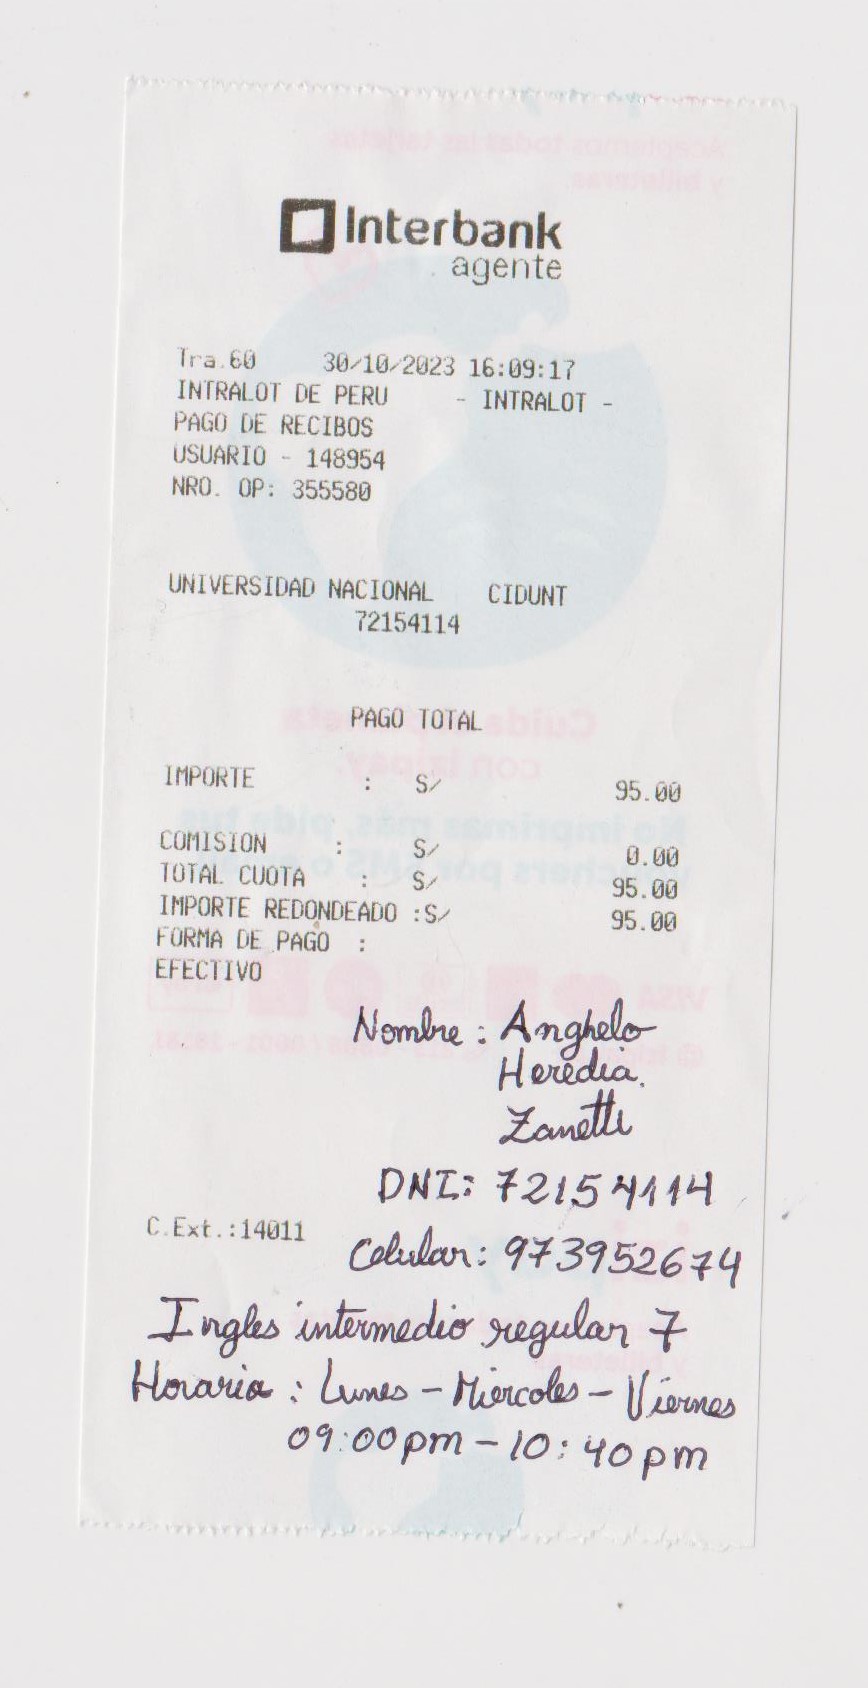 Interbank
agente
Tra.60 30/10/2023 16:09:17
INTRALOT DE PERU - INTRALOT -
PAGO DE RECIBOS
USUARIO - 148954
NRO. OP: 355580
UNIVERSIDAD NACIONAL CIDUNT
72154114
PAGO TOTAL
IMPORTE : S/ 95.00
COMISION : S/ 0.00
TOTAL CUOTA : S/ 95.00
IMPORTE REDONDEADO :S/ 95.00
FORMA DE PAGO :
EFECTIVO
Nombre : Anghelo
Heredia.
Zanetti
DNI: 72154114
C.Ext.:14011
Celular: 973952674
Ingles intermedio regular 7
Horario : Lunes - Miercoles - Viernes
09:00pm - 10:40pm